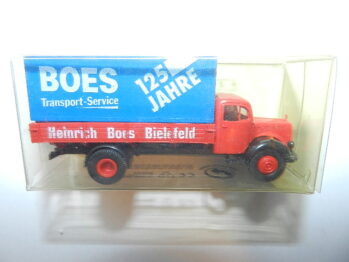 BOES
Transport-Service
125
JAHRE
Heinrich Boes Bielefeld